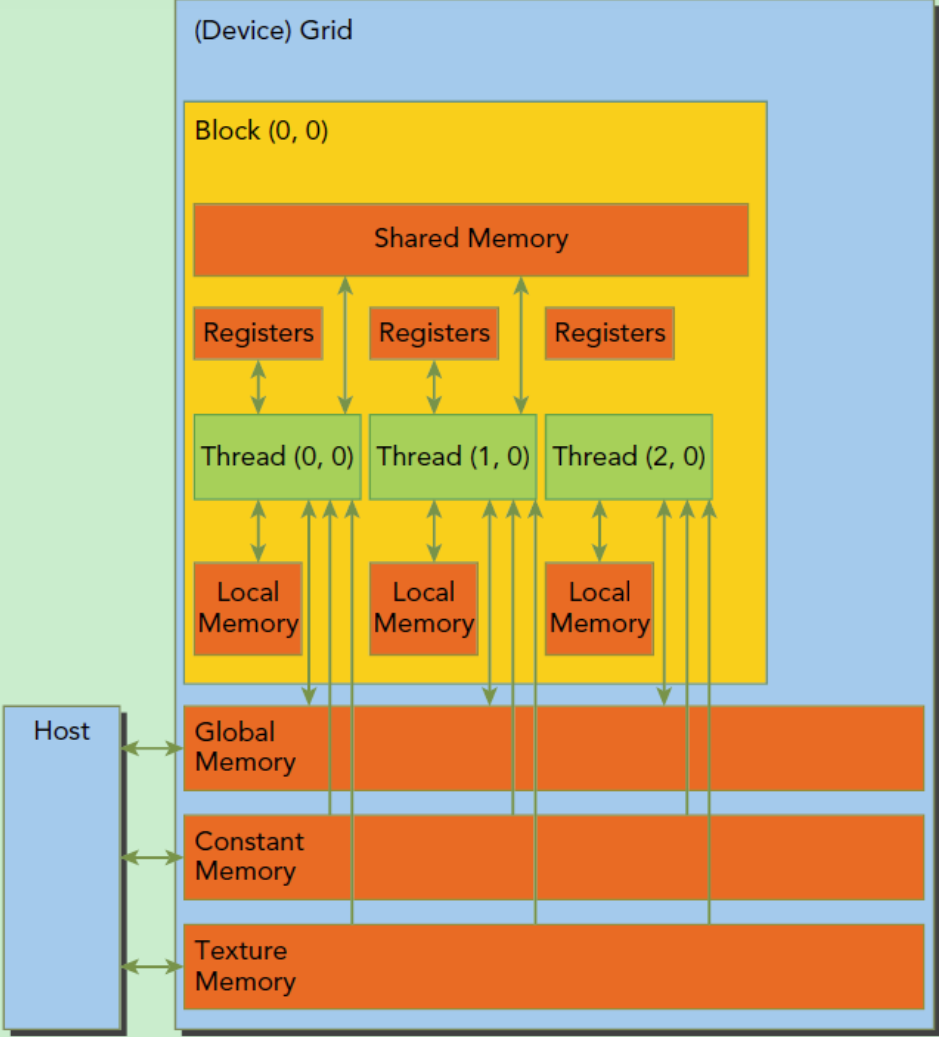 (Device) Grid
Block (0, 0)
Shared Memory
Registers
Registers
Registers
Thread (0, 0)
Thread (1, 0)
Thread (2, 0)
Local
Memory
Local
Memory
Local
Memory
Host
Global
Memory
Constant
Memory
Texture
Memory